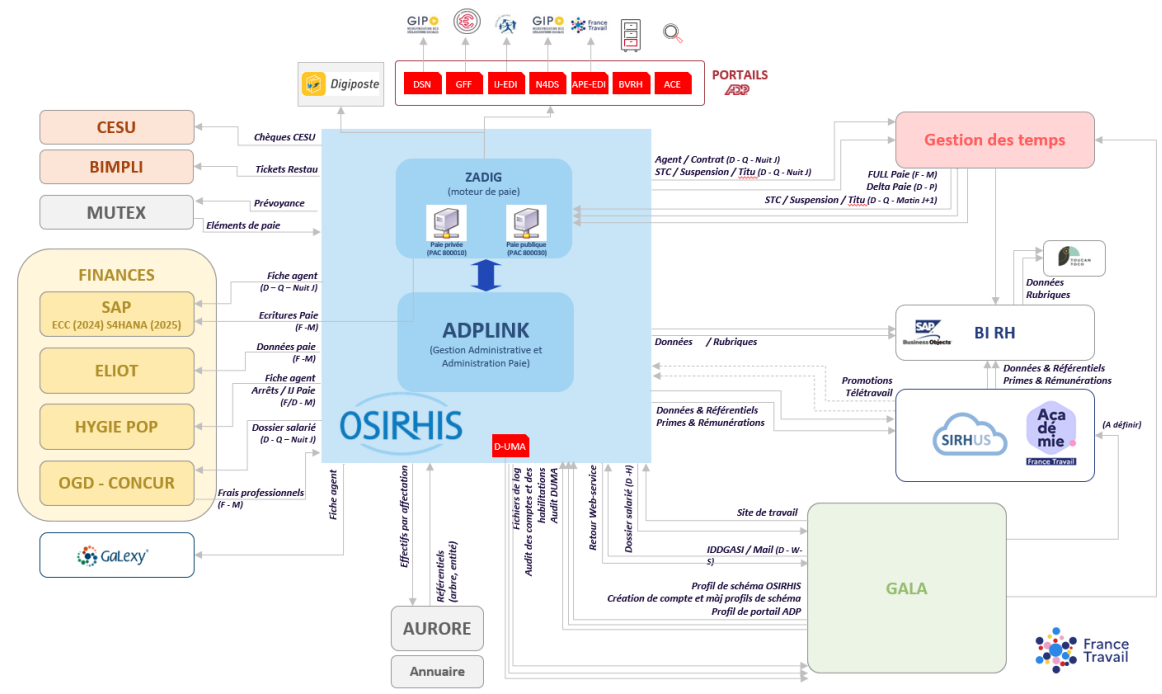 GIP
GIP
France
Travail
Digiposte
DSN
GFF
IJ-EDI
N4DS
APE-EDI
BVRH
ACE
PORTAILS
ADP
CESU
Chèques CESU
BIMPLI
Tickets Restau
MUTEX
Prévoyance
Eléments de paie
ZADIG
(moteur de paie)
Paie privée
(PAC 800010)
Paie publique
(PAC 800030)
Agent / Contrat (D - Q - Nuit J)
STC / Suspension / Titu (D - Q - Nuit J)
FULL Paie (F - M)
Delta Paie (D - P)
STC / Suspension / Titu (D - Q - Matin J+1)
Gestion des temps
TOUCAN
TOCO
Données
Rubriques
FINANCES
SAP
ECC (2024) S4HANA (2025)
ELIOT
HYGIE POP
OGD - CONCUR
Fiche agent
(D – Q – Nuit J)
Ecritures Paie
(F -M)
Données paie
(F -M)
Fiche agent
Arrêts / IJ Paie
(F/D - M)
Dossier salarié
(D - Q – Nuit J)
Frais professionnels
(F - M)
ADPLINK
(Gestion Administrative et
Administration Paie)
OSIRHIS
D-UMA
Données / Rubriques
SAP
BusinessObjects
BI RH
Données & Référentiels
Primes & Rémunérations
Promotions
Télétravail
Données & Référentiels
Primes & Rémunérations
SIRHUS
Aca
dé
mie
France Travail
(A définir)
GaLexy
Fiche agent
Effectifs par affectation
Référentiels
(arbre, entité)
Fichiers de log
Audit des comptes et des
habilitations
Audit DUMA
Retour Web-service
Dossier salarié (D -H)
Site de travail
IDDGASI / Mail (D - W-
S)
Profil de schéma OSIRHIS
Création de compte et màj profils de schéma
Profil de portail ADP
GALA
AURORE
Annuaire
France
Travail